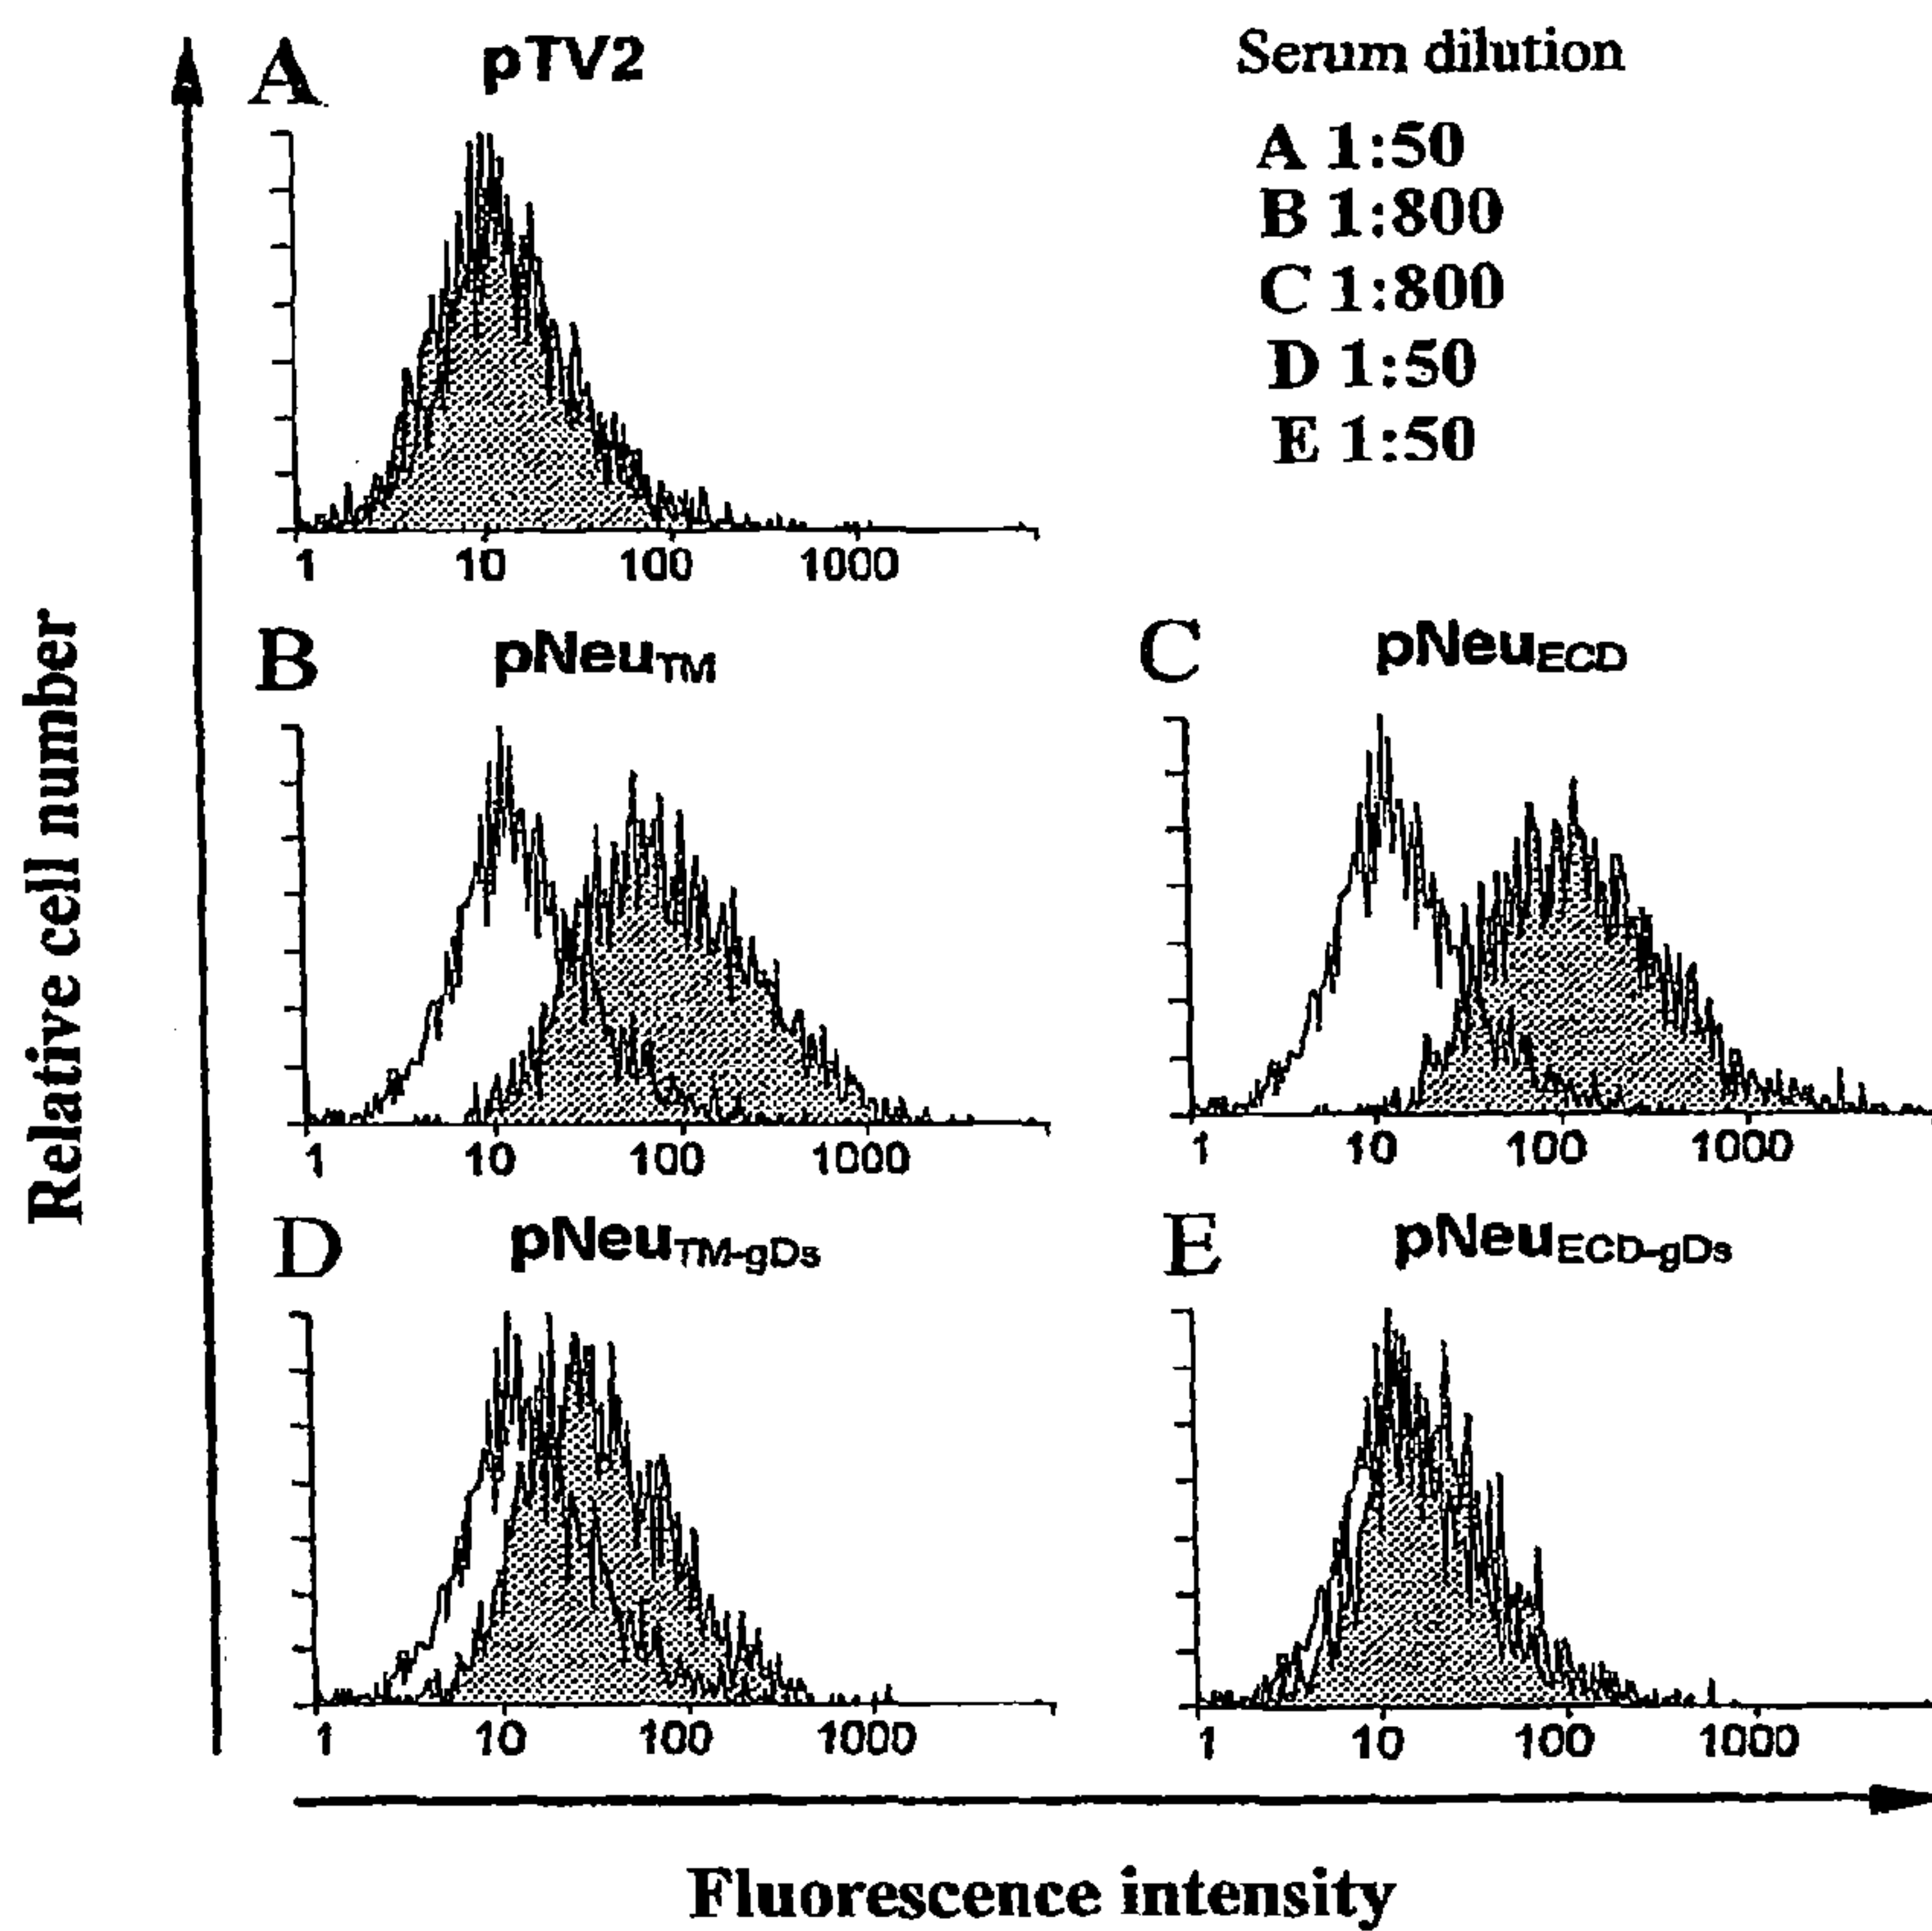 A pTV2
Serum dilution
A 1:50
B 1:800
C 1:800
D 1:50
E 1:50
1 10 100 1000
Relative cell number
B pNeuTM
1 10 100 1000
C pNeuECD
1 10 100 1000
D pNeuTM-gDs
1 10 100 1000
E pNeuECD-gDs
1 10 100 1000
Fluorescence intensity